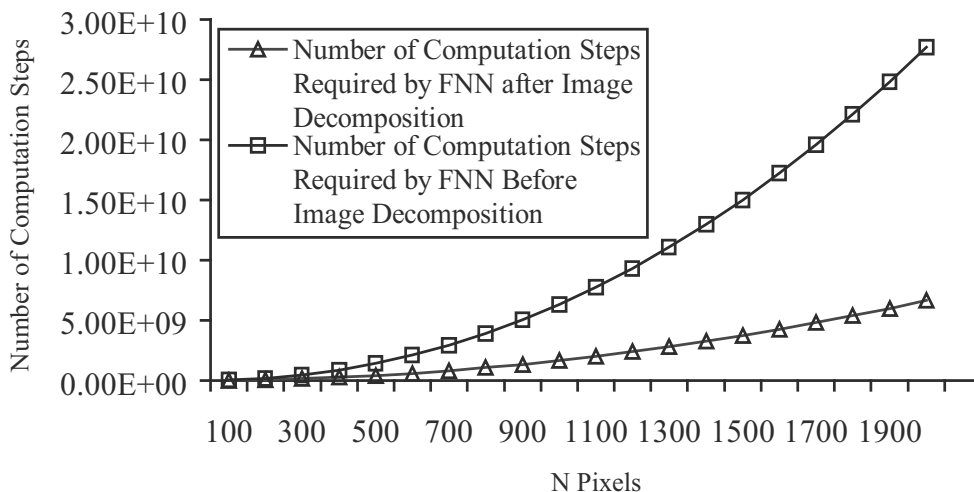 Number of Computation Steps
3.00E+10
2.50E+10
2.00E+10
1.50E+10
1.00E+10
5.00E+09
0.00E+00
Number of Computation Steps
Required by FNN after Image
Decomposition
Number of Computation Steps
Required by FNN Before
Image Decomposition
100 300 500 700 900 1100 1300 1500 1700 1900
N Pixels